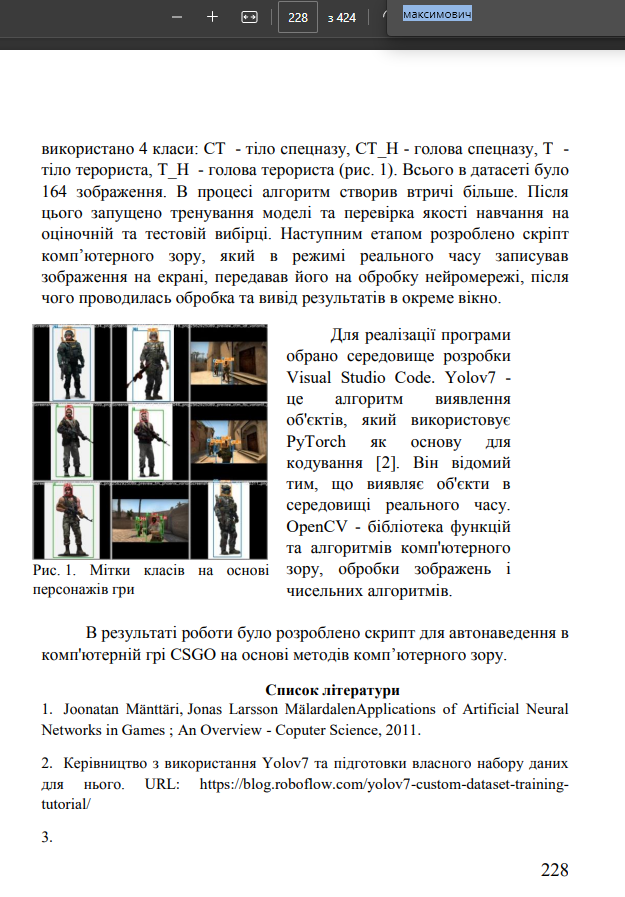 228
з 424
максимович
використано 4 класи: CT - тіло спецназу, CT_H - голова спецназу, T -
тіло терориста, T_H - голова терориста (рис. 1). Всього в датасеті було
164 зображення. В процесі алгоритм створив втричі більше. Після
цього запущено тренування моделі та перевірка якості навчання на
оціночній та тестовій вибірці. Наступним етапом розроблено скріпт
комп’ютерного зору, який в режимі реального часу записував
зображення на екрані, передавав його на обробку нейромережі, після
чого проводилась обробка та вивід результатів в окреме вікно.
Для реалізації програми
обрано середовище розробки
Visual Studio Code. Yolov7 -
це алгоритм виявлення
об'єктів, який використовує
PyTorch як основу для
кодування [2]. Він відомий
тим, що виявляє об'єкти в
середовищі реального часу.
OpenCV - бібліотека функцій
та алгоритмів комп'ютерного
зору, обробки зображень і
чисельних алгоритмів.
Рис. 1. Мітки класів на основі
персонажів гри
В результаті роботи було розроблено скрипт для автонаведення в
комп'ютерній грі CSGO на основі методів комп’ютерного зору.
Список літератури
1. Joonatan Mänttäri, Jonas Larsson MälardalenApplications of Artificial Neural
Networks in Games ; An Overview - Coputer Science, 2011.
2. Керівництво з використання Yolov7 та підготовки власного набору даних
для нього. URL: https://blog.roboflow.com/yolov7-custom-dataset-training-
tutorial/
3.
228